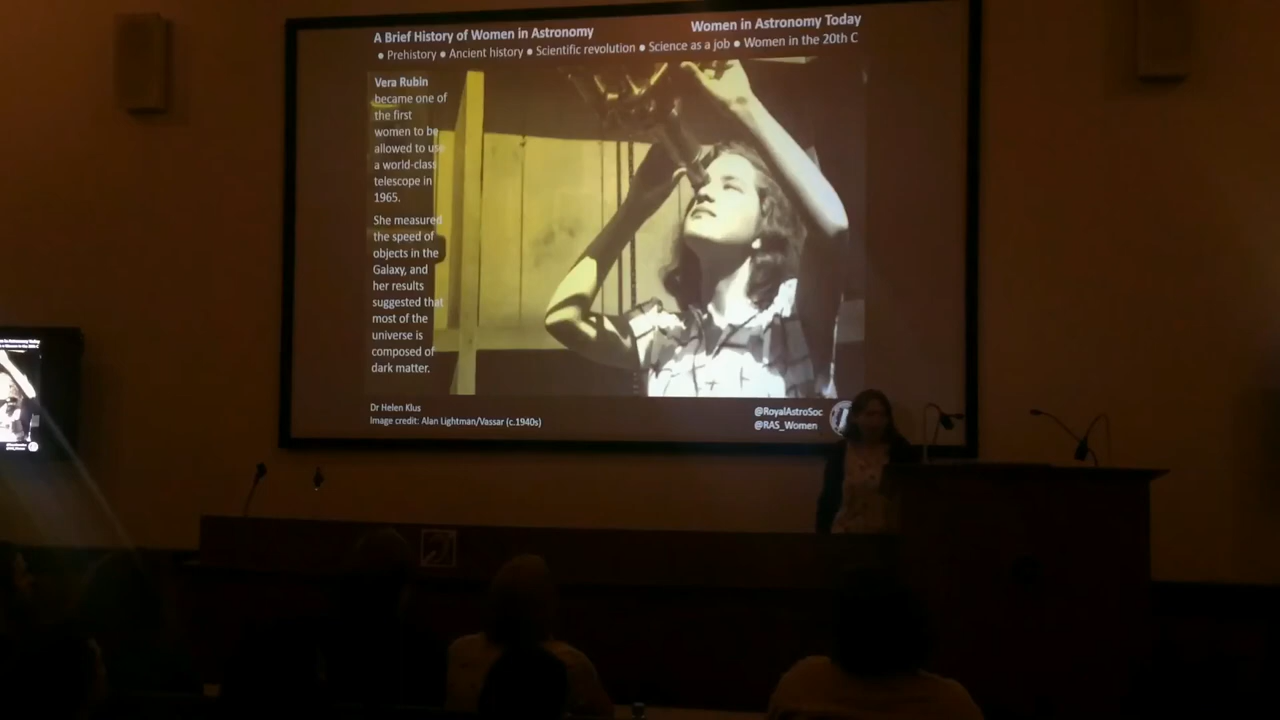 A Brief History of Women in Astronomy
Women in Astronomy Today
● Prehistory ● Ancient history ● Scientific revolution ● Science as a job ● Women in the 20th C
Vera Rubin
became one of
the first
women to be
allowed to use
a world-class
telescope in
1965.
She measured
the speed of
objects in the
Galaxy, and
her results
suggested that
most of the
universe is
composed of
dark matter.
Dr Helen Klus
Image credit: Alan Lightman/Vassar (c.1940s)
@RoyalAstroSoc
@RAS_Women